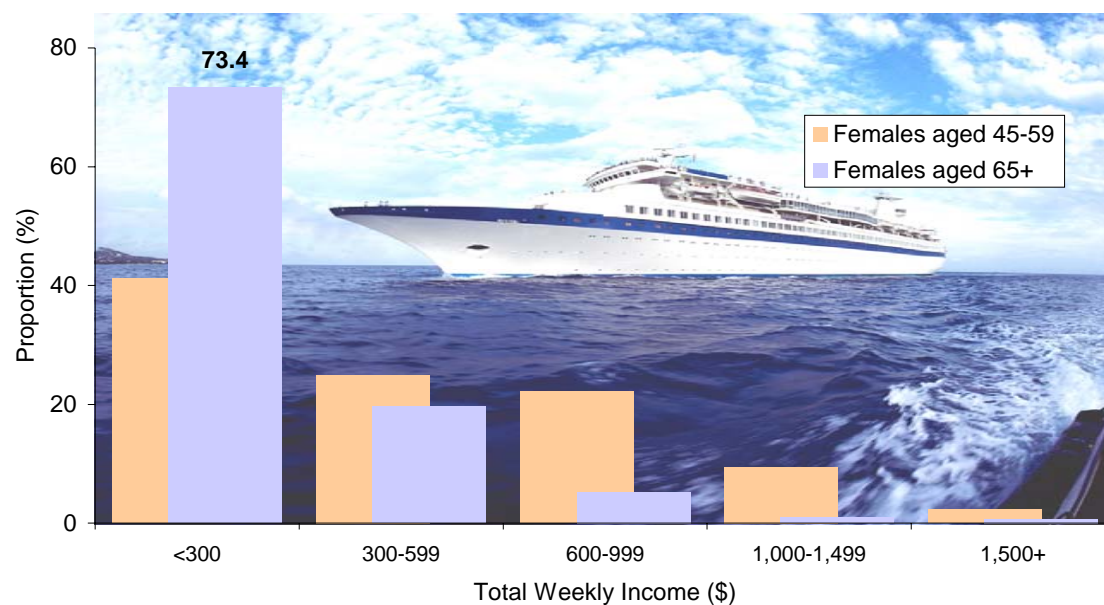 80
60
40
20
0
Proportion (%)
73.4
Females aged 45-59
Females aged 65+
<300
300-599
600-999
1,000-1,499
1,500+
Total Weekly Income ($)